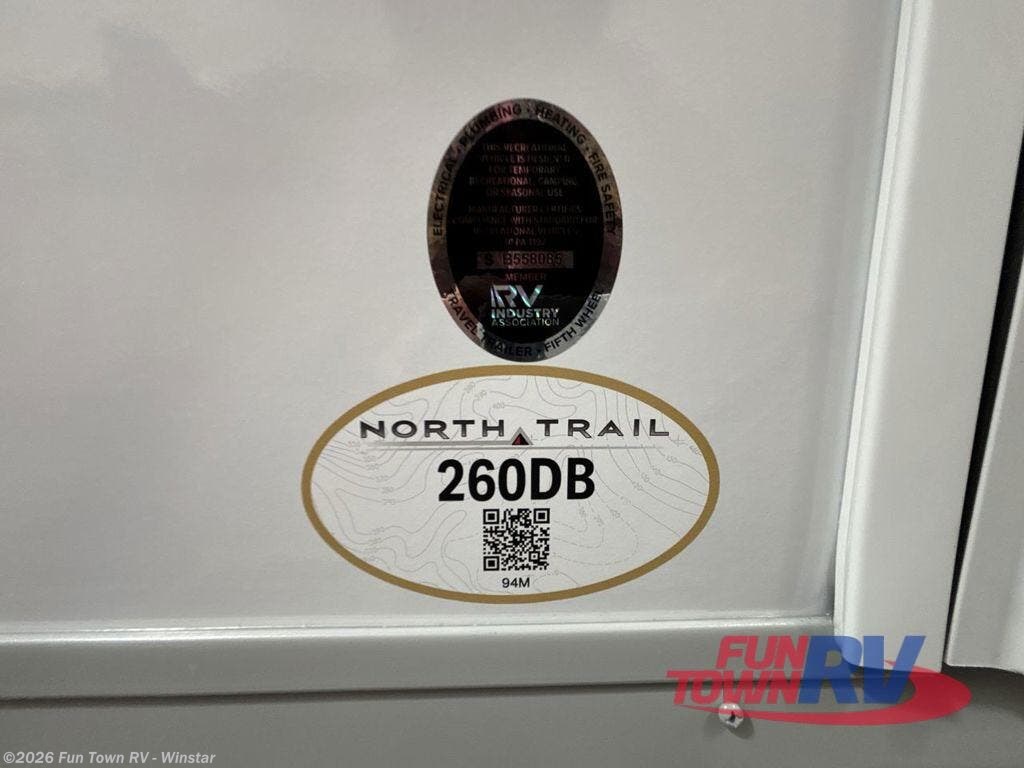 ELECTRICAL • PLUMBING • HEATING • FIRE SAFETY
THIS RECREATIONAL
VEHICLE IS DESIGNED
FOR TEMPORARY
RECREATIONAL, CAMPING
OR SEASONAL USE
MANUFACTURER CERTIFIES
COMPLIANCE WITH STANDARD FOR
RECREATIONAL VEHICLES
MEMBER
RV
INDUSTRY
ASSOCIATION
TRAVEL TRAILER • FIFTH WHEEL
NORTH TRAIL
260DB
94M
FUN
TOWN RV
©2026 Fun Town RV - Winstar